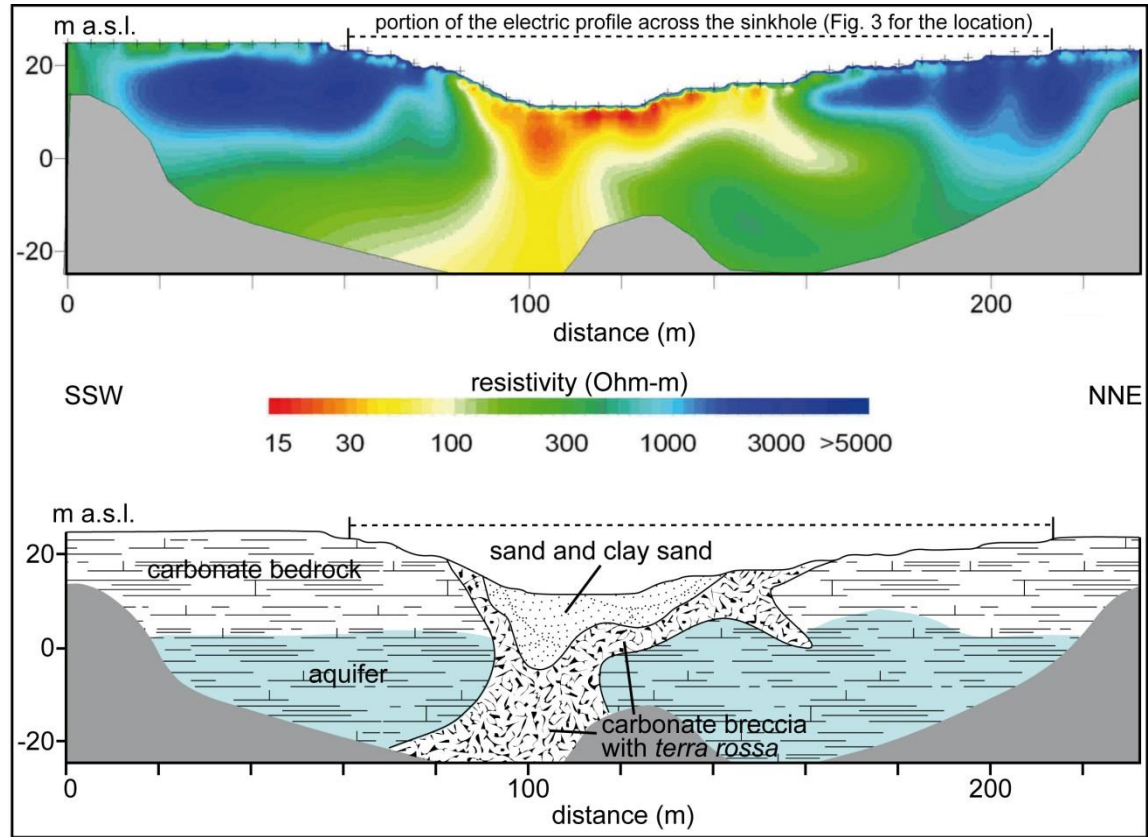 portion of the electric profile across the sinkhole (Fig. 3 for the location)
m a.s.l.
20
0
-20
0
100
200
distance (m)
SSW
resistivity (Ohm-m)
NNE
15 30 100 300 1000 3000 >5000
m a.s.l.
20
sand and clay sand
carbonate bedrock
0
aquifer
carbonate breccia
with terra rossa
-20
0
100
200
distance (m)